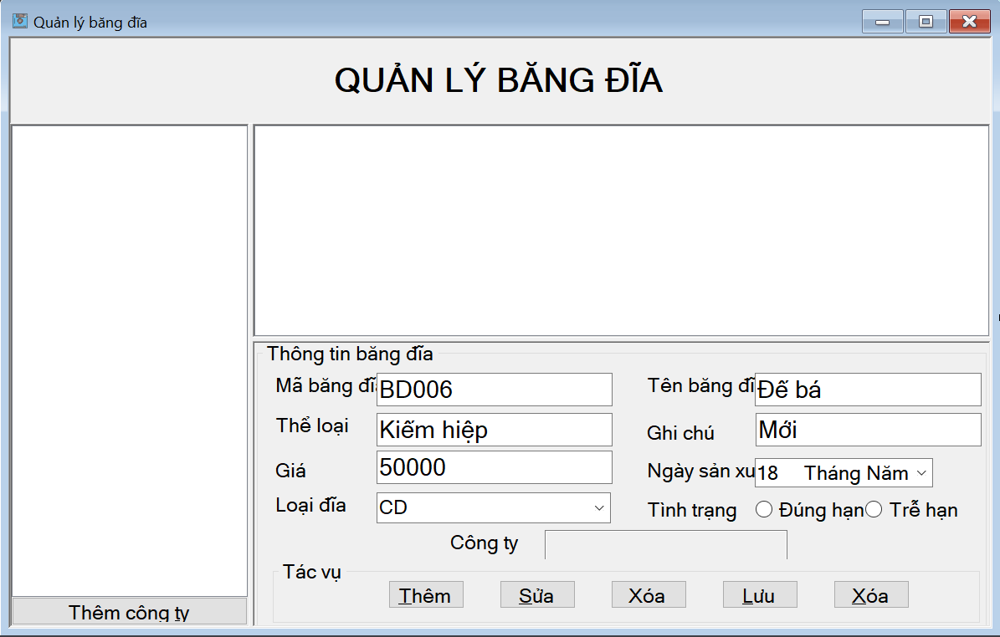 Quản lý băng đĩa
QUẢN LÝ BĂNG ĐĨA
Thông tin băng đĩa
Mã băng đĩa BD006 Tên băng đĩ Đế bá
Thể loại Kiếm hiệp Ghi chú Mới
Giá 50000 Ngày sản xu 18 Tháng Năm
Loại đĩa CD Tình trạng Đúng hạn Trễ hạn
Công ty
Tác vụ
Thêm Sửa Xóa Lưu Xóa
Thêm công ty